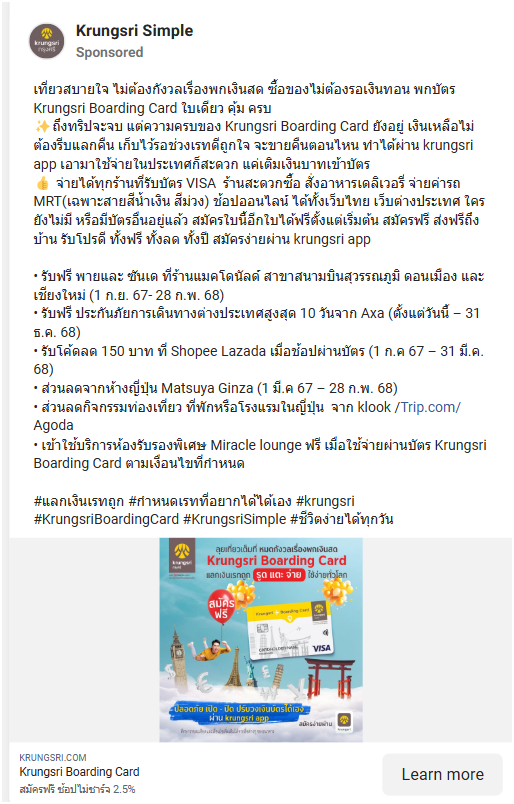 Krungsri Simple
Sponsored
krungsri
กรุงศรี
เที่ยวสบายใจ ไม่ต้องกังวลเรื่องพกเงินสด ซื้อของไม่ต้องรอเงินทอน พกบัตร
Krungsri Boarding Card ใบเดียว คุ้ม ครบ
✨ถึงทริปจะจบ แต่ความครบของ Krungsri Boarding Card ยังอยู่ เงินเหลือไม่
ต้องรีบแลกคืน เก็บไว้รอช่วงเรทดีถูกใจ จะขายคืนตอนไหน ทำได้ผ่าน krungsri
app เอามาใช้จ่ายในประเทศก็สะดวก แค่เติมเงินบาทเข้าบัตร
👍 จ่ายได้ทุกร้านที่รับบัตร VISA ร้านสะดวกซื้อ สั่งอาหารเดลิเวอรี่ จ่ายค่ารถ
MRT(เฉพาะสายสีน้ำเงิน สีม่วง) ช้อปออนไลน์ ได้ทั้งเว็บไทย เว็บต่างประเทศ ใคร
ยังไม่มี หรือมีบัตรอื่นอยู่แล้ว สมัครใบนี้อีกใบได้ฟรีตั้งแต่เริ่มต้น สมัครฟรี ส่งฟรีถึง
บ้าน รับโปรดี ทั้งฟรี ทั้งลด ทั้งปี สมัครง่ายผ่าน krungsri app
• รับฟรี พายและ ซันเด ที่ร้านแมคโดนัลด์ สาขาสนามบินสุวรรณภูมิ ดอนเมือง และ
เชียงใหม่ (1 ก.ย. 67- 28 ก.พ. 68)
• รับฟรี ประกันภัยการเดินทางต่างประเทศสูงสุด 10 วันจาก Axa (ตั้งแต่วันนี้ – 31
ธ.ค. 68)
• รับโค้ดลด 150 บาท ที่ Shopee Lazada เมื่อช้อปผ่านบัตร (1 ก.ค 67 – 31 มี.ค.
68)
• ส่วนลดจากห้างญี่ปุ่น Matsuya Ginza (1 มี.ค 67 – 28 ก.พ. 68)
• ส่วนลดกิจกรรมท่องเที่ยว ที่พักหรือโรงแรมในญี่ปุ่น จาก klook /Trip.com/
Agoda
• เข้าใช้บริการห้องรับรองพิเศษ Miracle lounge ฟรี เมื่อใช้จ่ายผ่านบัตร Krungsri
Boarding Card ตามเงื่อนไขที่กำหนด
#แลกเงินเรทถูก #กำหนดเรทที่อยากได้ได้เอง #krungsri
#KrungsriBoardingCard #KrungsriSimple #ชีวิตง่ายได้ทุกวัน
krungsri
กรุงศรี
ลุยเที่ยวเต็มที่ หมดกังวลเรื่องพกเงินสด
Krungsri Boarding Card
แลกเงินเรทถูก รูด แตะ จ่าย ใช้ง่ายทั่วโลก
สมัคร
ฟรี
Krungsri Boarding Card
CARDHOLDER NAME
VISA
ปลอดภัย เปิด - ปิด ปรับวงเงินบัตรได้เอง
ผ่าน krungsri app
สมัครง่ายผ่าน
KRUNGSRI.COM
Krungsri Boarding Card
สมัครฟรี ช้อปไม่ชาร์จ 2.5%
Learn more